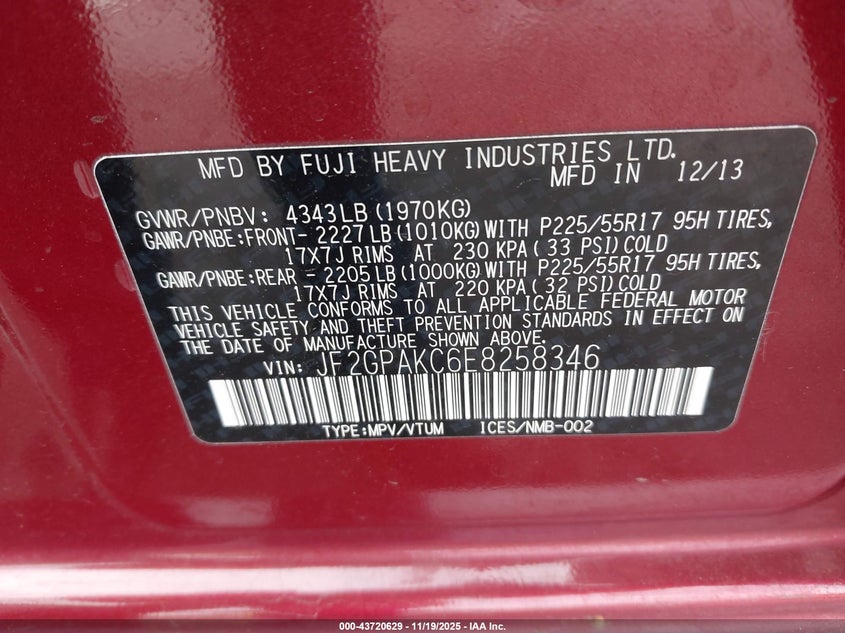 MFD BY FUJI HEAVY INDUSTRIES LTD.
MFD IN 12/13
GVWR/PNBV: 4343LB (1970KG)
GAWR/PNBE:FRONT- 2227LB (1010KG) WITH P225/55R17 95H TIRES,
17X7J RIMS AT 230 KPA ( 33 PSI) COLD
GAWR/PNBE:REAR - 2205LB (1000KG) WITH P225/55R17 95H TIRES,
17X7J RIMS AT 220 KPA ( 32 PSI) COLD
THIS VEHICLE CONFORMS TO ALL APPLICABLE FEDERAL MOTOR
VEHICLE SAFETY AND THEFT PREVENTION STANDARDS IN EFFECT ON
THE DATE OF MANUFACTURE SHOWN ABOVE.
VIN: JF2GPAKC6E8258346
TYPE:MPV/VTUM ICES/NMB-002
000-43720629 - 11/19/2025 - IAA Inc.